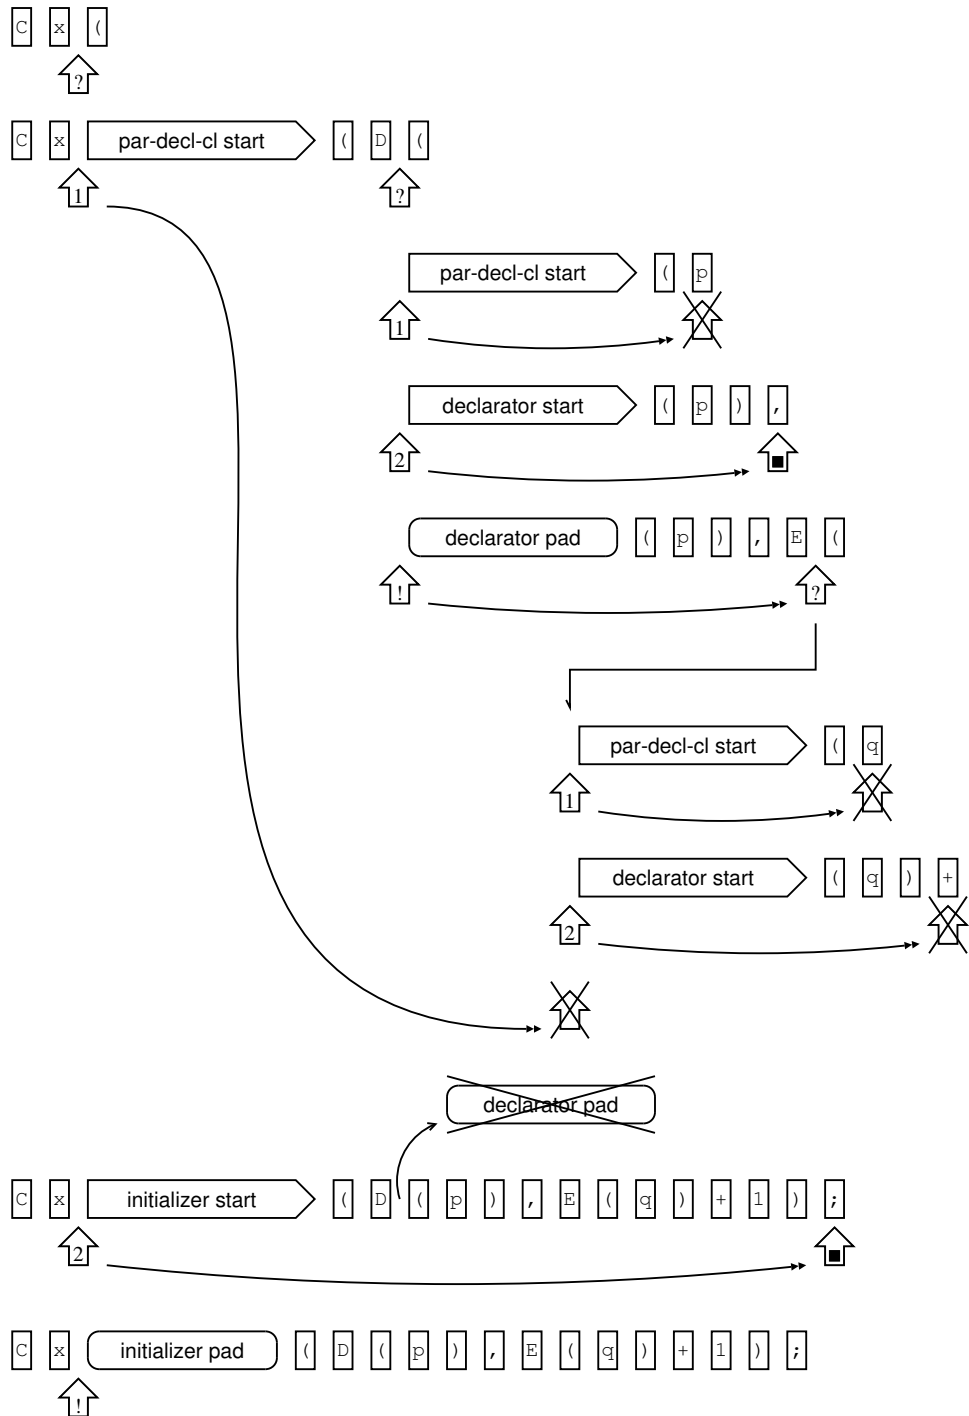 C x (
?
C x par-decl-cl start ( D (
1 ?
par-decl-cl start ( p
1
declarator start ( p ) ,
2 ■
declarator pad ( p ) , E (
! ?
par-decl-cl start ( q
1
declarator start ( q ) +
2
declarator pad
C x initializer start ( D ( p ) , E ( q ) + 1 ) ;
2 ■
C x initializer pad ( D ( p ) , E ( q ) + 1 ) ;
!